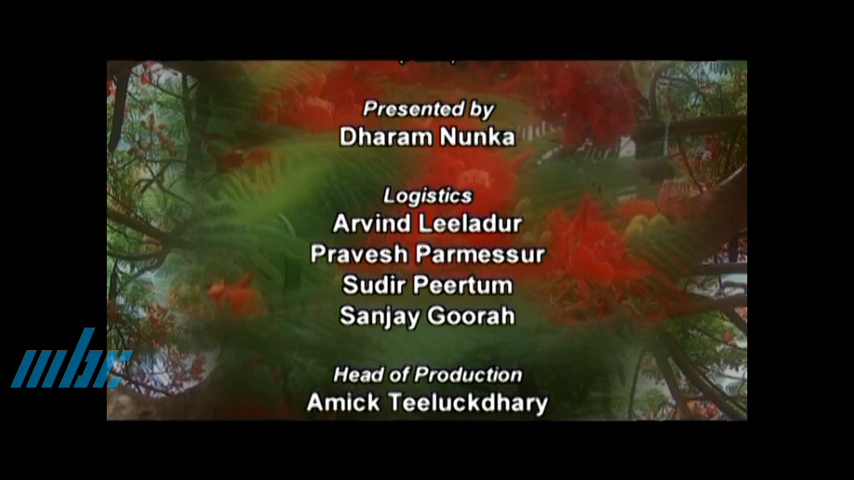 Presented by
Dharam Nunka
Logistics
Arvind Leeladur
Pravesh Parmessur
Sudir Peertum
Sanjay Goorah
mbc
Head of Production
Amick Teeluckdhary